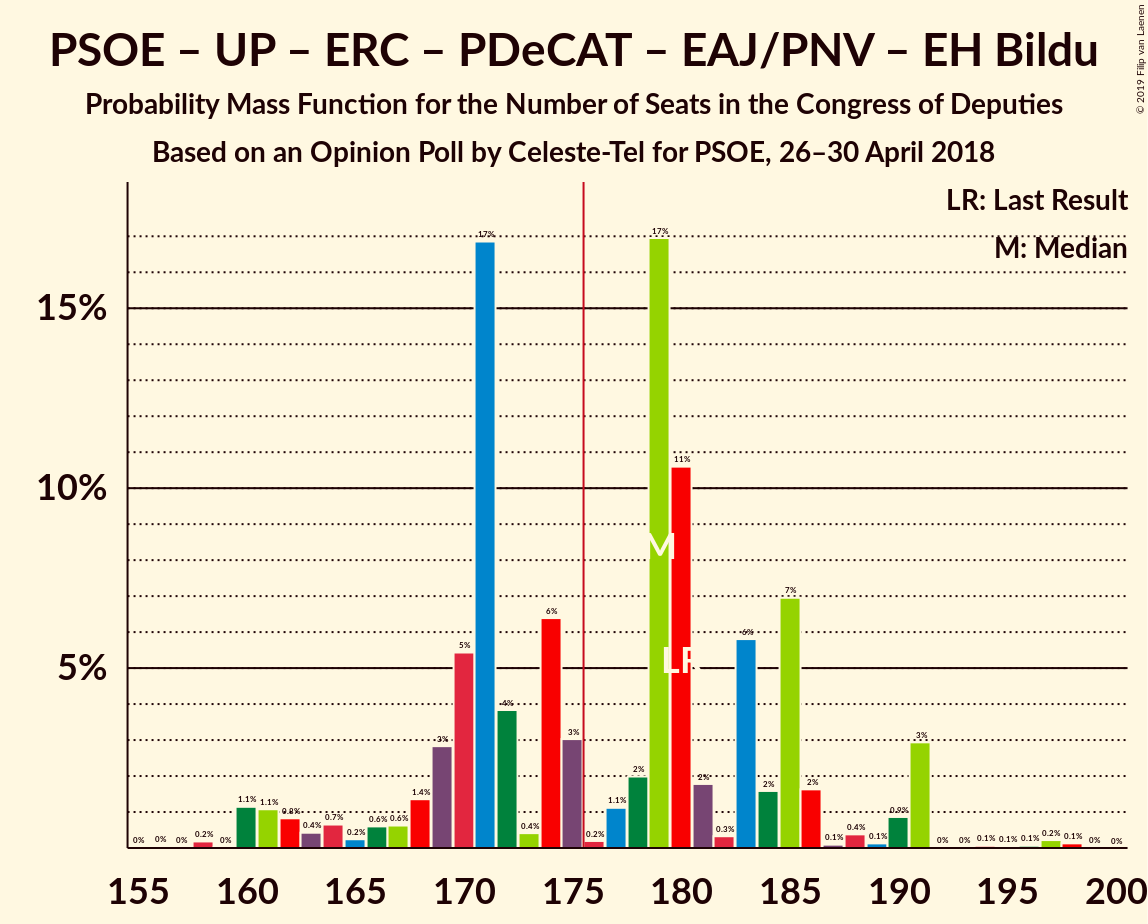 PSOE – UP – ERC – PDeCAT – EAJ/PNV – EH Bildu
Probability Mass Function for the Number of Seats in the Congress of Deputies
Based on an Opinion Poll by Celeste-Tel for PSOE, 26–30 April 2018
© 2019 Filip van Laenen
LR: Last Result
M: Median
15%
10%
5%
0% 0% 0% 0.2% 0% 1.1% 1.1% 0.8% 0.4% 0.7% 0.2% 0.6% 0.6% 1.4% 3% 5% 17% 4% 0.4% 6% 3% 0.2% 1.1% 2% 17% 11% 2% 0.3% 6% 2% 7% 2% 0.1% 0.4% 0.1% 0.9% 3% 0% 0% 0.1% 0.1% 0.1% 0.2% 0.1% 0% 0%
M
LR
155 160 165 170 175 180 185 190 195 200